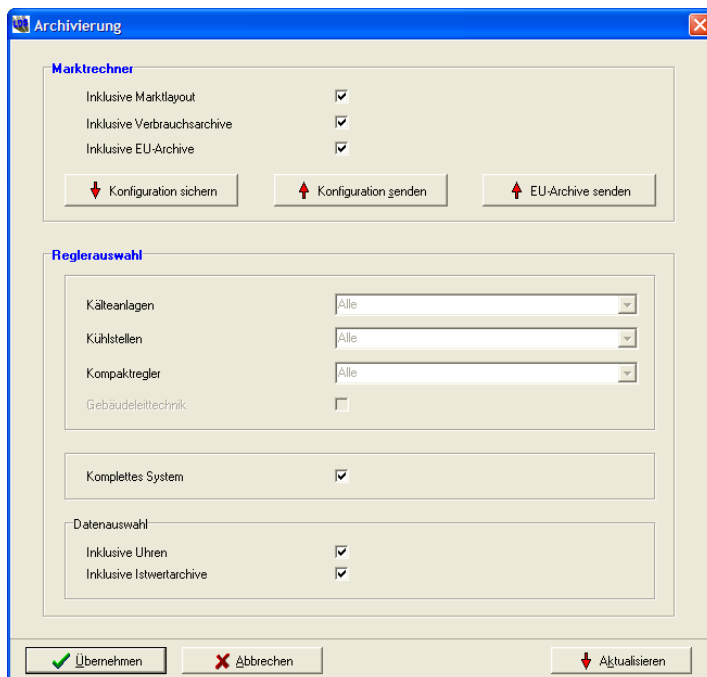 LDS Archivierung
Marktrechner
Inklusive Marktlayout
Inklusive Verbrauchsarchive
Inklusive EU-Archive
Konfiguration sichern Konfiguration senden EU-Archive senden
Reglerauswahl
Kälteanlagen Alle
Kühlstellen Alle
Kompaktregler Alle
Gebäudeleittechnik
Komplettes System
Datenauswahl
Inklusive Uhren
Inklusive Istwertarchive
Übernehmen Abbrechen Aktualisieren